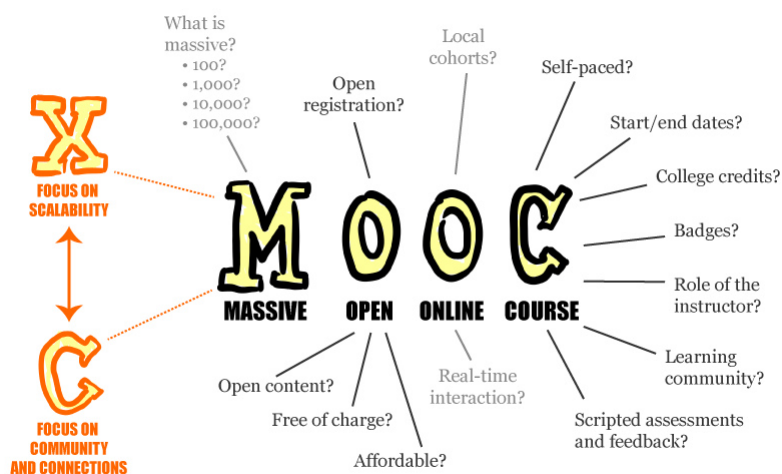 What is
massive?
• 100?
• 1,000?
• 10,000?
• 100,000?
Open
registration?
Local
cohorts?
Self-paced?
Start/end dates?
College credits?
Badges?
Role of the
instructor?
Learning
community?
Scripted assessments
and feedback?
X
FOCUS ON
SCALABILITY
C
FOCUS ON
COMMUNITY
AND CONNECTIONS
MOOC
MASSIVE OPEN ONLINE COURSE
Open content?
Free of charge?
Affordable?
Real-time
interaction?